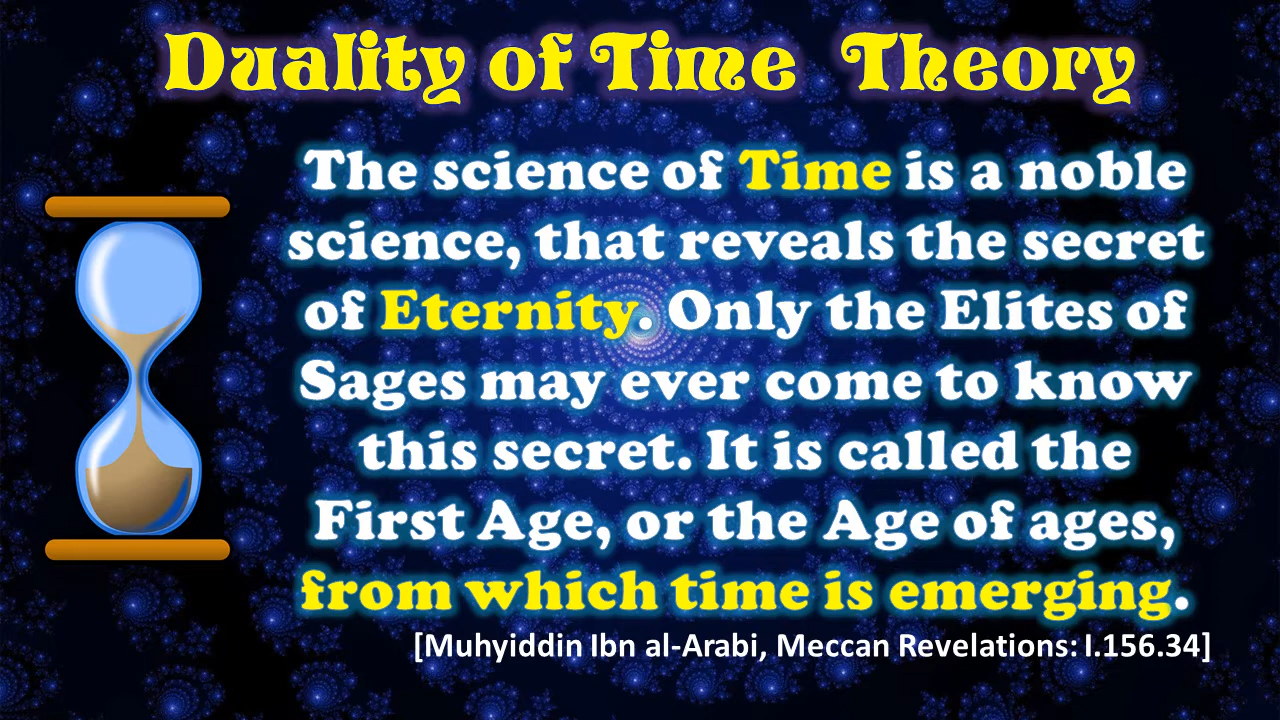 Duality of Time Theory
The science of Time is a noble
science, that reveals the secret
of Eternity. Only the Elites of
Sages may ever come to know
this secret. It is called the
First Age, or the Age of ages,
from which time is emerging.
[Muhyiddin Ibn al-Arabi, Meccan Revelations: I.156.34]